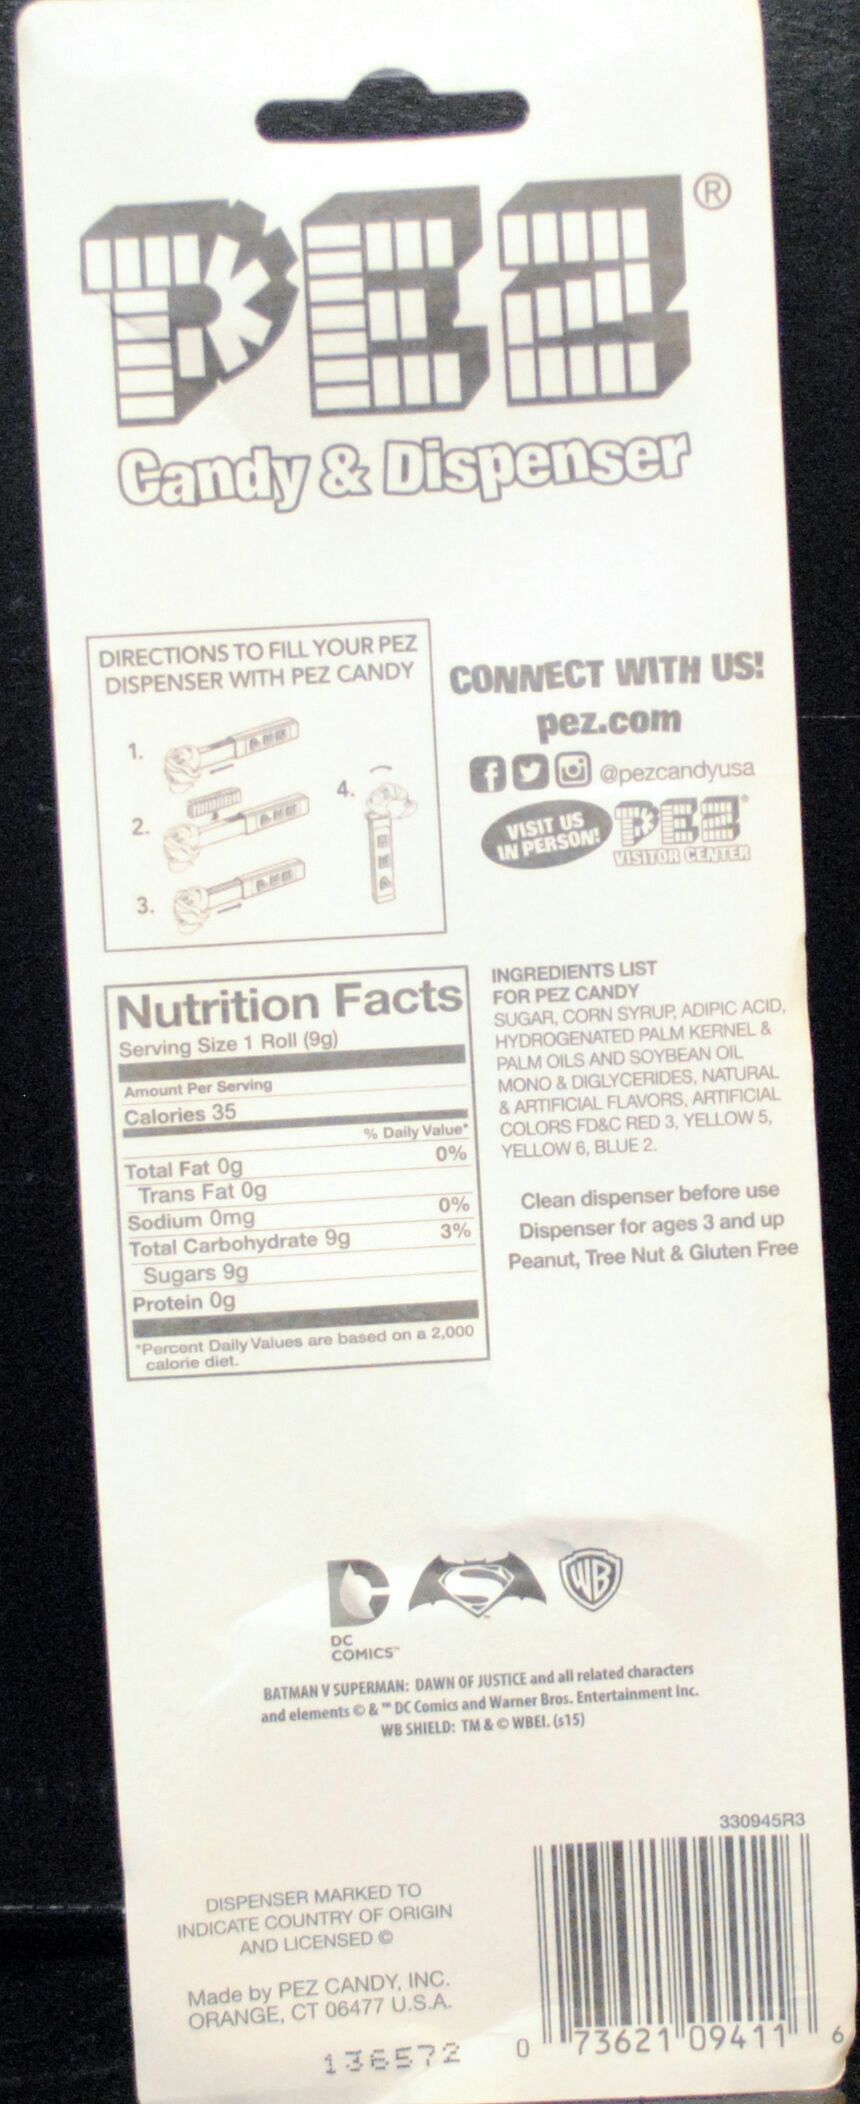 PEZ®
Candy & Dispenser
DIRECTIONS TO FILL YOUR PEZ
DISPENSER WITH PEZ CANDY
1.
2.
3.
4.
CONNECT WITH US!
pez.com
@pezcandyusa
VISIT US
IN PERSON!
PEZ
VISITOR CENTER
Nutrition Facts
Serving Size 1 Roll (9g)
Amount Per Serving
Calories 35
% Daily Value*
Total Fat 0g 0%
Trans Fat 0g
Sodium 0mg 0%
Total Carbohydrate 9g 3%
Sugars 9g
Protein 0g
*Percent Daily Values are based on a 2,000
calorie diet.
INGREDIENTS LIST
FOR PEZ CANDY
SUGAR, CORN SYRUP, ADIPIC ACID,
HYDROGENATED PALM KERNEL &
PALM OILS AND SOYBEAN OIL
MONO & DIGLYCERIDES, NATURAL
& ARTIFICIAL FLAVORS, ARTIFICIAL
COLORS FD&C RED 3, YELLOW 5,
YELLOW 6, BLUE 2.
Clean dispenser before use
Dispenser for ages 3 and up
Peanut, Tree Nut & Gluten Free
DC
COMICS™
WB
BATMAN V SUPERMAN: DAWN OF JUSTICE and all related characters
and elements © & ™ DC Comics and Warner Bros. Entertainment Inc.
WB SHIELD: TM & © WBEI. (s15)
330945R3
DISPENSER MARKED TO
INDICATE COUNTRY OF ORIGIN
AND LICENSED ©
Made by PEZ CANDY, INC.
ORANGE, CT 06477 U.S.A.
136572
0 73621 09411 6